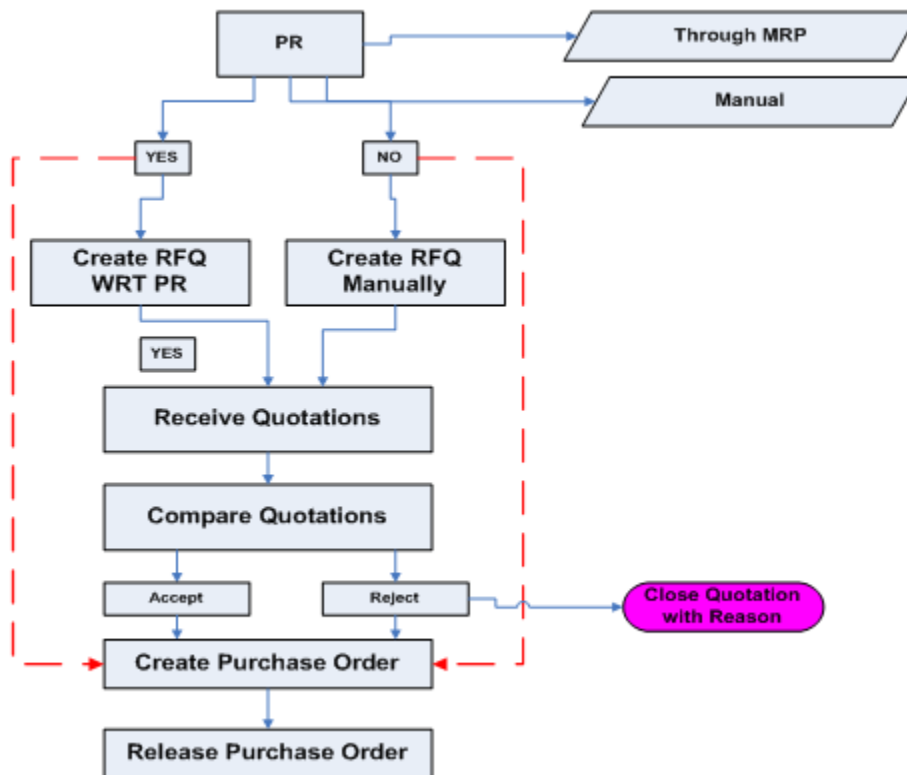 PR
Through MRP
Manual
YES
NO
Create RFQ
WRT PR
Create RFQ
Manually
YES
Receive Quotations
Compare Quotations
Accept
Reject
Close Quotation
with Reason
Create Purchase Order
Release Purchase Order